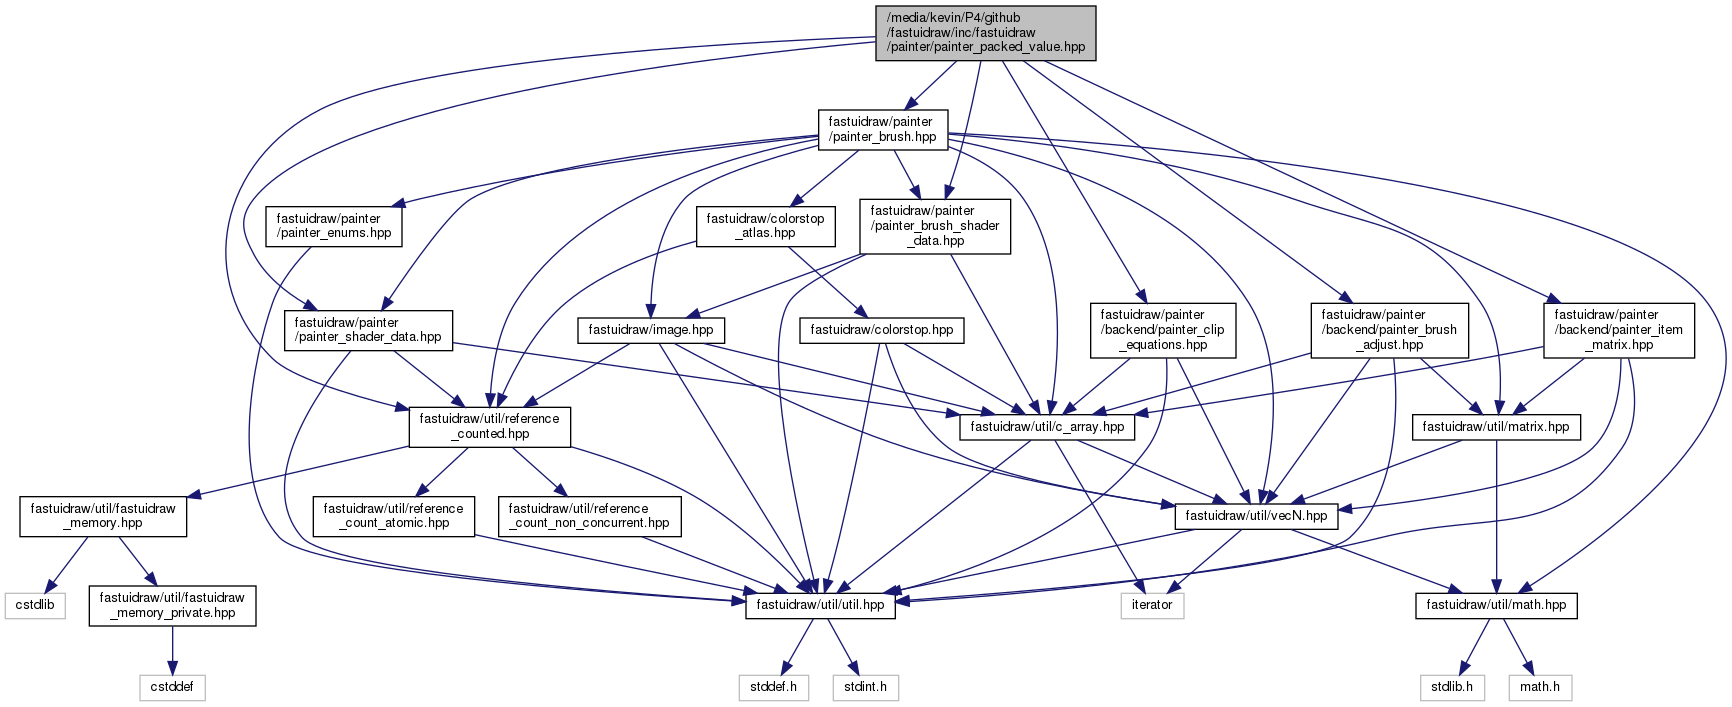 /media/kevin/P4/github
/fastuidraw/inc/fastuidraw
/painter/painter_packed_value.hpp
fastuidraw/painter
/painter_brush.hpp
fastuidraw/painter
/painter_enums.hpp
fastuidraw/colorstop
_atlas.hpp
fastuidraw/painter
/painter_brush_shader
_data.hpp
fastuidraw/painter
/painter_shader_data.hpp
fastuidraw/image.hpp
fastuidraw/colorstop.hpp
fastuidraw/painter
/backend/painter_clip
_equations.hpp
fastuidraw/painter
/backend/painter_brush
_adjust.hpp
fastuidraw/painter
/backend/painter_item
_matrix.hpp
fastuidraw/util/reference
_counted.hpp
fastuidraw/util/c_array.hpp
fastuidraw/util/matrix.hpp
fastuidraw/util/fastuidraw
_memory.hpp
fastuidraw/util/reference
_count_atomic.hpp
fastuidraw/util/reference
_count_non_concurrent.hpp
fastuidraw/util/vecN.hpp
cstdlib
fastuidraw/util/fastuidraw
_memory_private.hpp
fastuidraw/util/util.hpp
iterator
fastuidraw/util/math.hpp
cstddef
stddef.h
stdint.h
stdlib.h
math.h